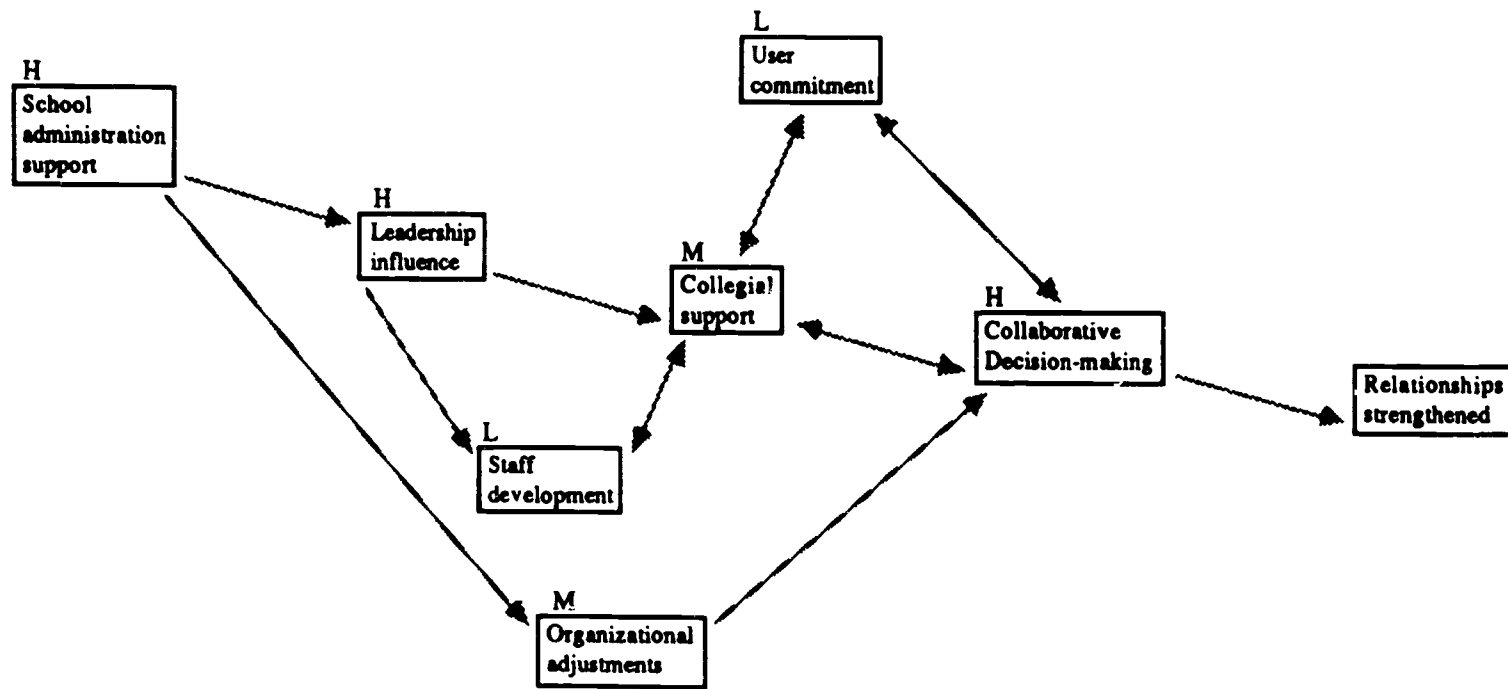 H
School
administration
support
H
Leadership
influence
L
User
commitment
M
Collegial
support
L
Staff
development
M
Organizational
adjustments
H
Collaborative
Decision-making
Relationships
strengthened